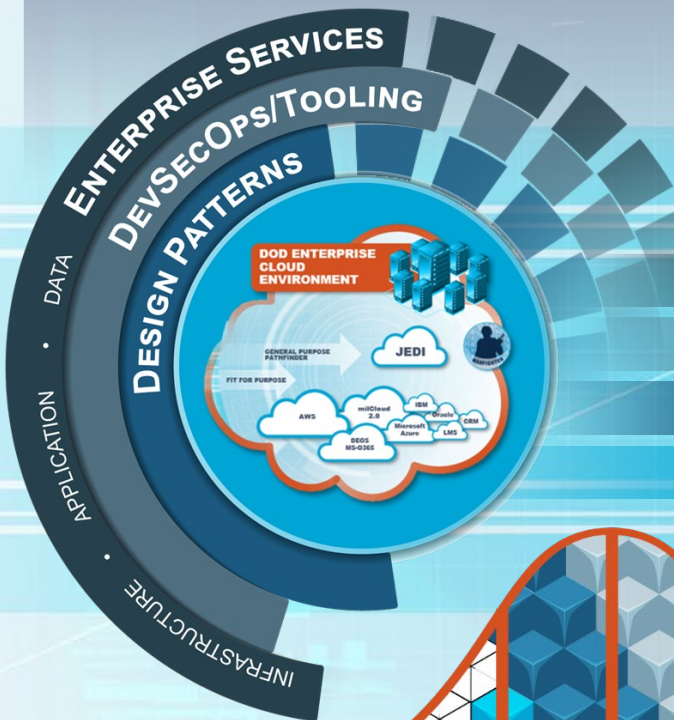 ENTERPRISE SERVICES
DEVSECOPS/TOOLING
DESIGN PATTERNS
DATA • APPLICATION • INFRASTRUCTURE
DOD ENTERPRISE
CLOUD
ENVIRONMENT
GENERAL PURPOSE
PATHFINDER
JEDI
WARFIGHTER
FIT FOR PURPOSE
AWS
milCloud
2.0
IBM
Oracle
CRM
Microsoft
Azure
LMS
DEOS
MS-O365